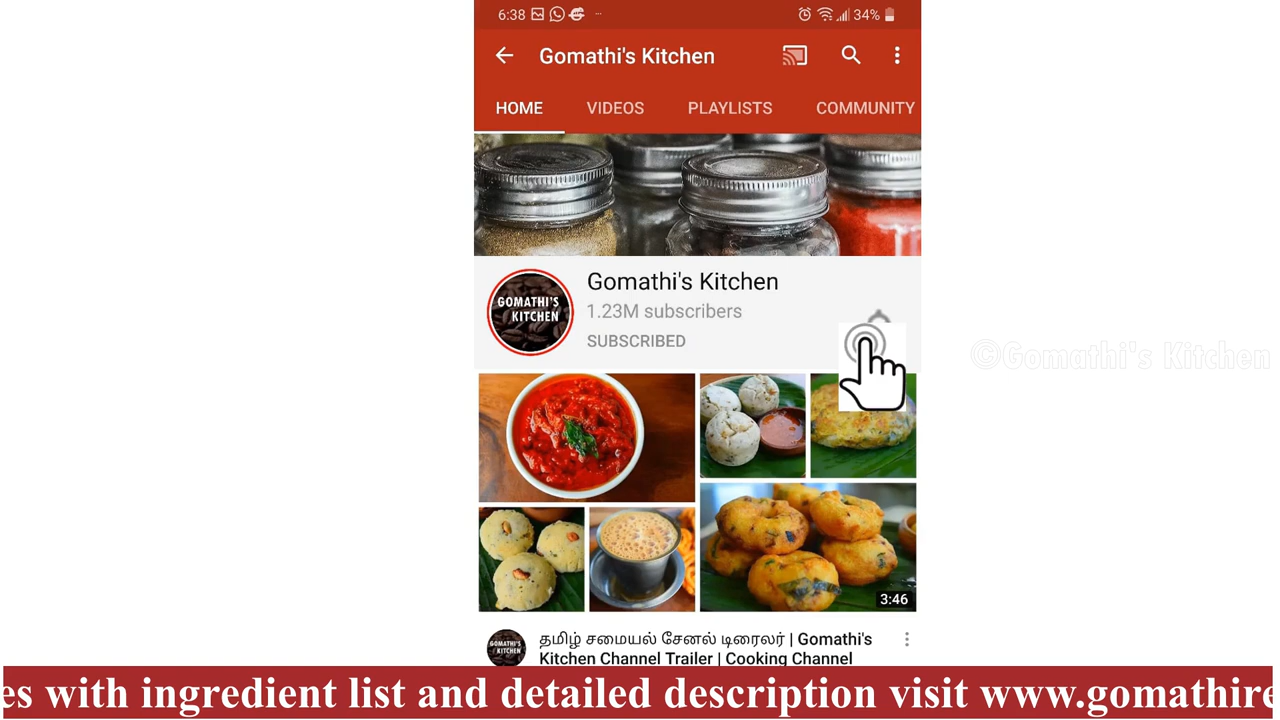 6:38
34%
Gomathi's Kitchen
HOME VIDEOS PLAYLISTS COMMUNITY
Gomathi's Kitchen
1.23M subscribers
SUBSCRIBED
GOMATHI'S
KITCHEN
©Gomathi's Kitchen
3:46
தமிழ் சமையல் சேனல் டிரைலர் | Gomathi's
Kitchen Channel Trailer | Cooking Channel
GOMATHI'S
KITCHEN
es with ingredient list and detailed description visit www.gomathire